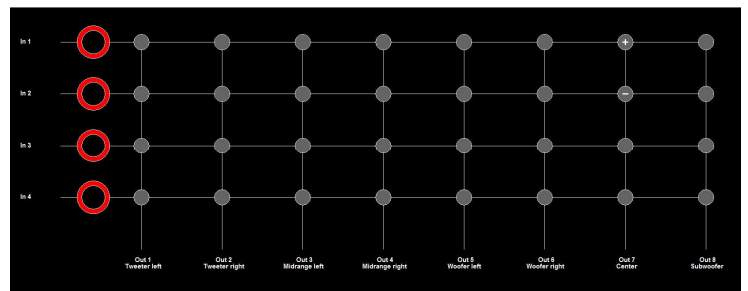 In 1
+
In 2
−
In 3
In 4
Out 1 Out 2 Out 3 Out 4 Out 5 Out 6 Out 7 Out 8
Tweeter left Tweeter right Midrange left Midrange right Woofer left Woofer right Center Subwoofer